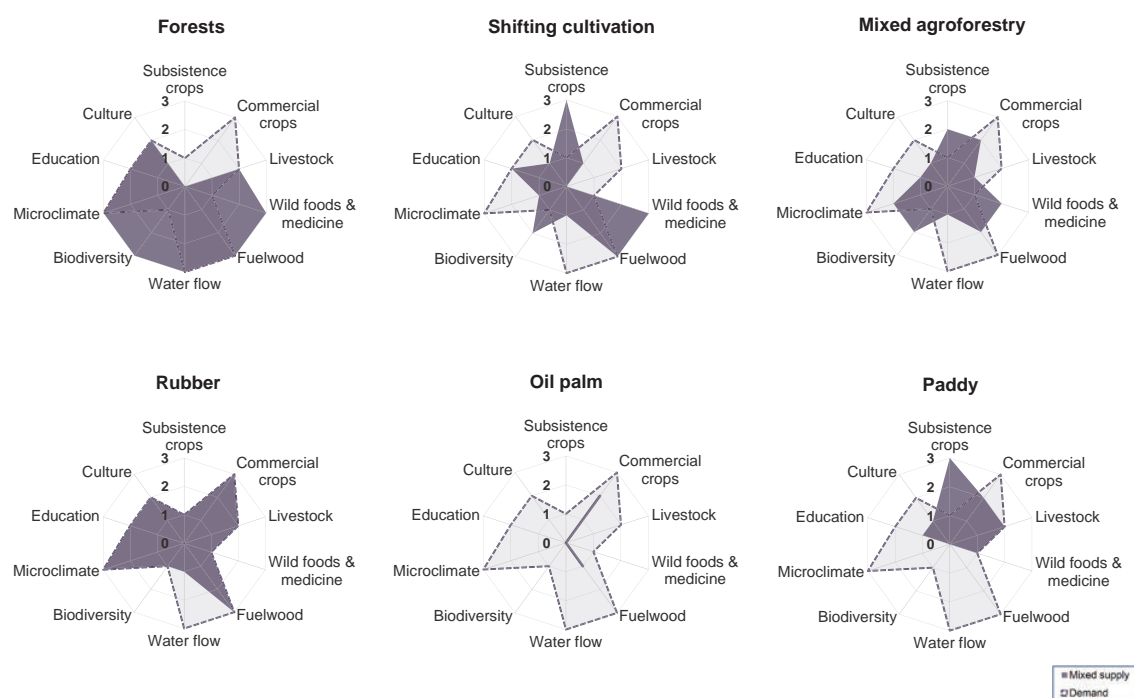 Forests
Subsistence
crops
Commercial
crops
Livestock
Wild foods &
medicine
Fuelwood
Water flow
Biodiversity
Microclimate
Education
Culture
3
2
1
0
Shifting cultivation
Subsistence
crops
Commercial
crops
Livestock
Wild foods &
medicine
Fuelwood
Water flow
Biodiversity
Microclimate
Education
Culture
3
2
1
0
Mixed agroforestry
Subsistence
crops
Commercial
crops
Livestock
Wild foods &
medicine
Fuelwood
Water flow
Biodiversity
Microclimate
Education
Culture
3
2
1
0
Rubber
Subsistence
crops
Commercial
crops
Livestock
Wild foods &
medicine
Fuelwood
Water flow
Biodiversity
Microclimate
Education
Culture
3
2
1
0
Oil palm
Subsistence
crops
Commercial
crops
Livestock
Wild foods &
medicine
Fuelwood
Water flow
Biodiversity
Microclimate
Education
Culture
3
2
1
0
Paddy
Subsistence
crops
Commercial
crops
Livestock
Wild foods &
medicine
Fuelwood
Water flow
Biodiversity
Microclimate
Education
Culture
3
2
1
0
Mixed supply
Demand